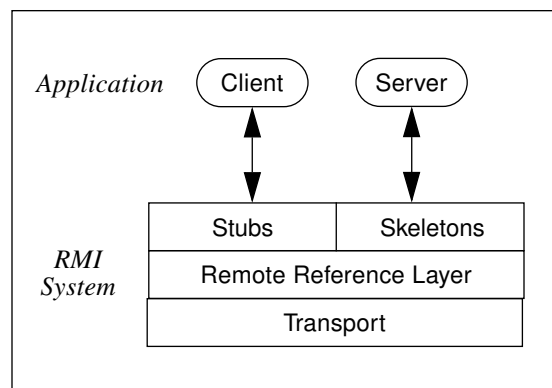 Application
Client
Server
Stubs
Skeletons
RMI
System
Remote Reference Layer
Transport